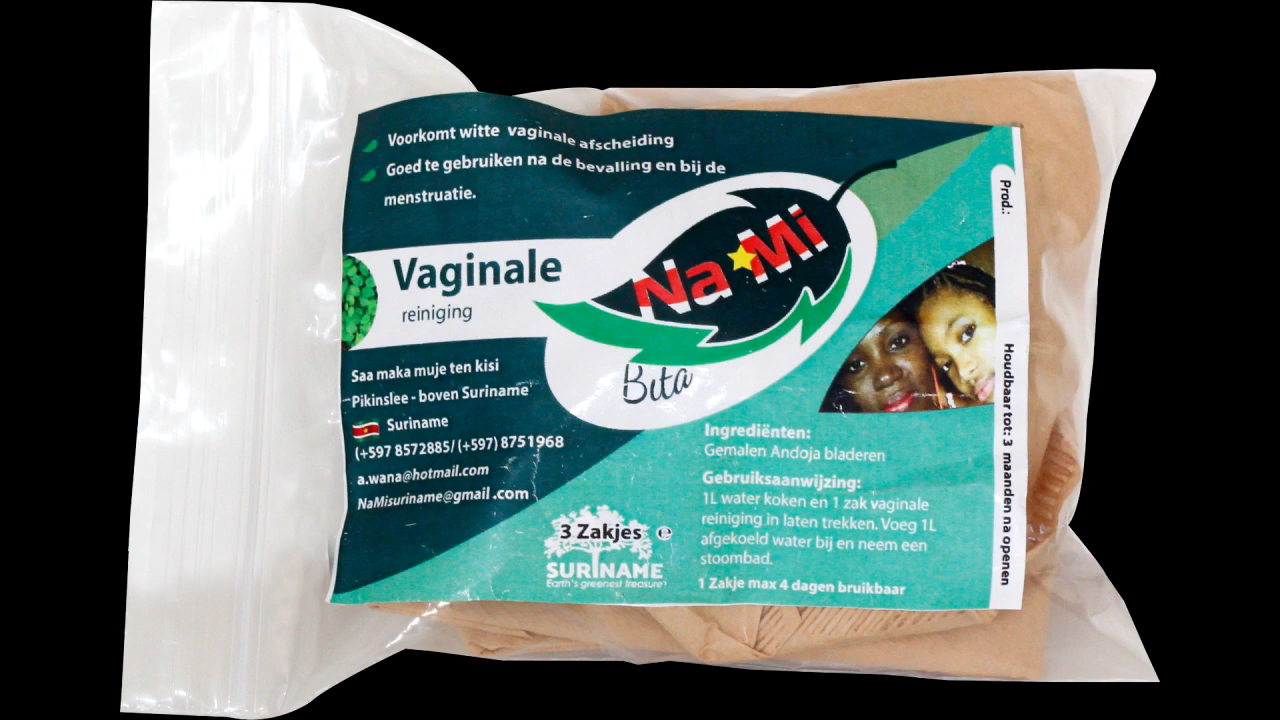 Voorkomt witte vaginale afscheiding
Goed te gebruiken na de bevalling en bij de
menstruatie.
Vaginale
reiniging
Na Mi
Bita
Saa maka muje ten kisi
Pikinslee - boven Suriname
Suriname
(+597 8572885/ (+597) 8751968
a.wana@hotmail.com
NaMisuriname@gmail.com
3 Zakjes e
SURINAME
Earth's greenest treasure
Ingrediënten:
Gemalen Andoja bladeren
Gebruiksaanwijzing:
1L water koken en 1 zak vaginale
reiniging in laten trekken. Voeg 1L
afgekoeld water bij en neem een
stoombad.
1 Zakje max 4 dagen bruikbaar
Prod.:
Houdbaar tot: 3 maanden na openen